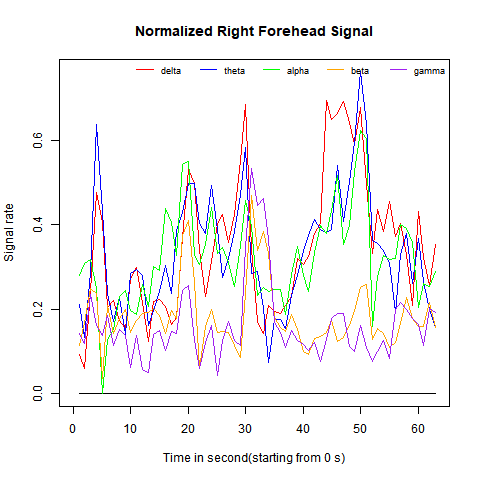 Normalized Right Forehead Signal
delta theta alpha beta gamma
Signal rate
0.6
0.4
0.2
0.0
0 10 20 30 40 50 60
Time in second(starting from 0 s)